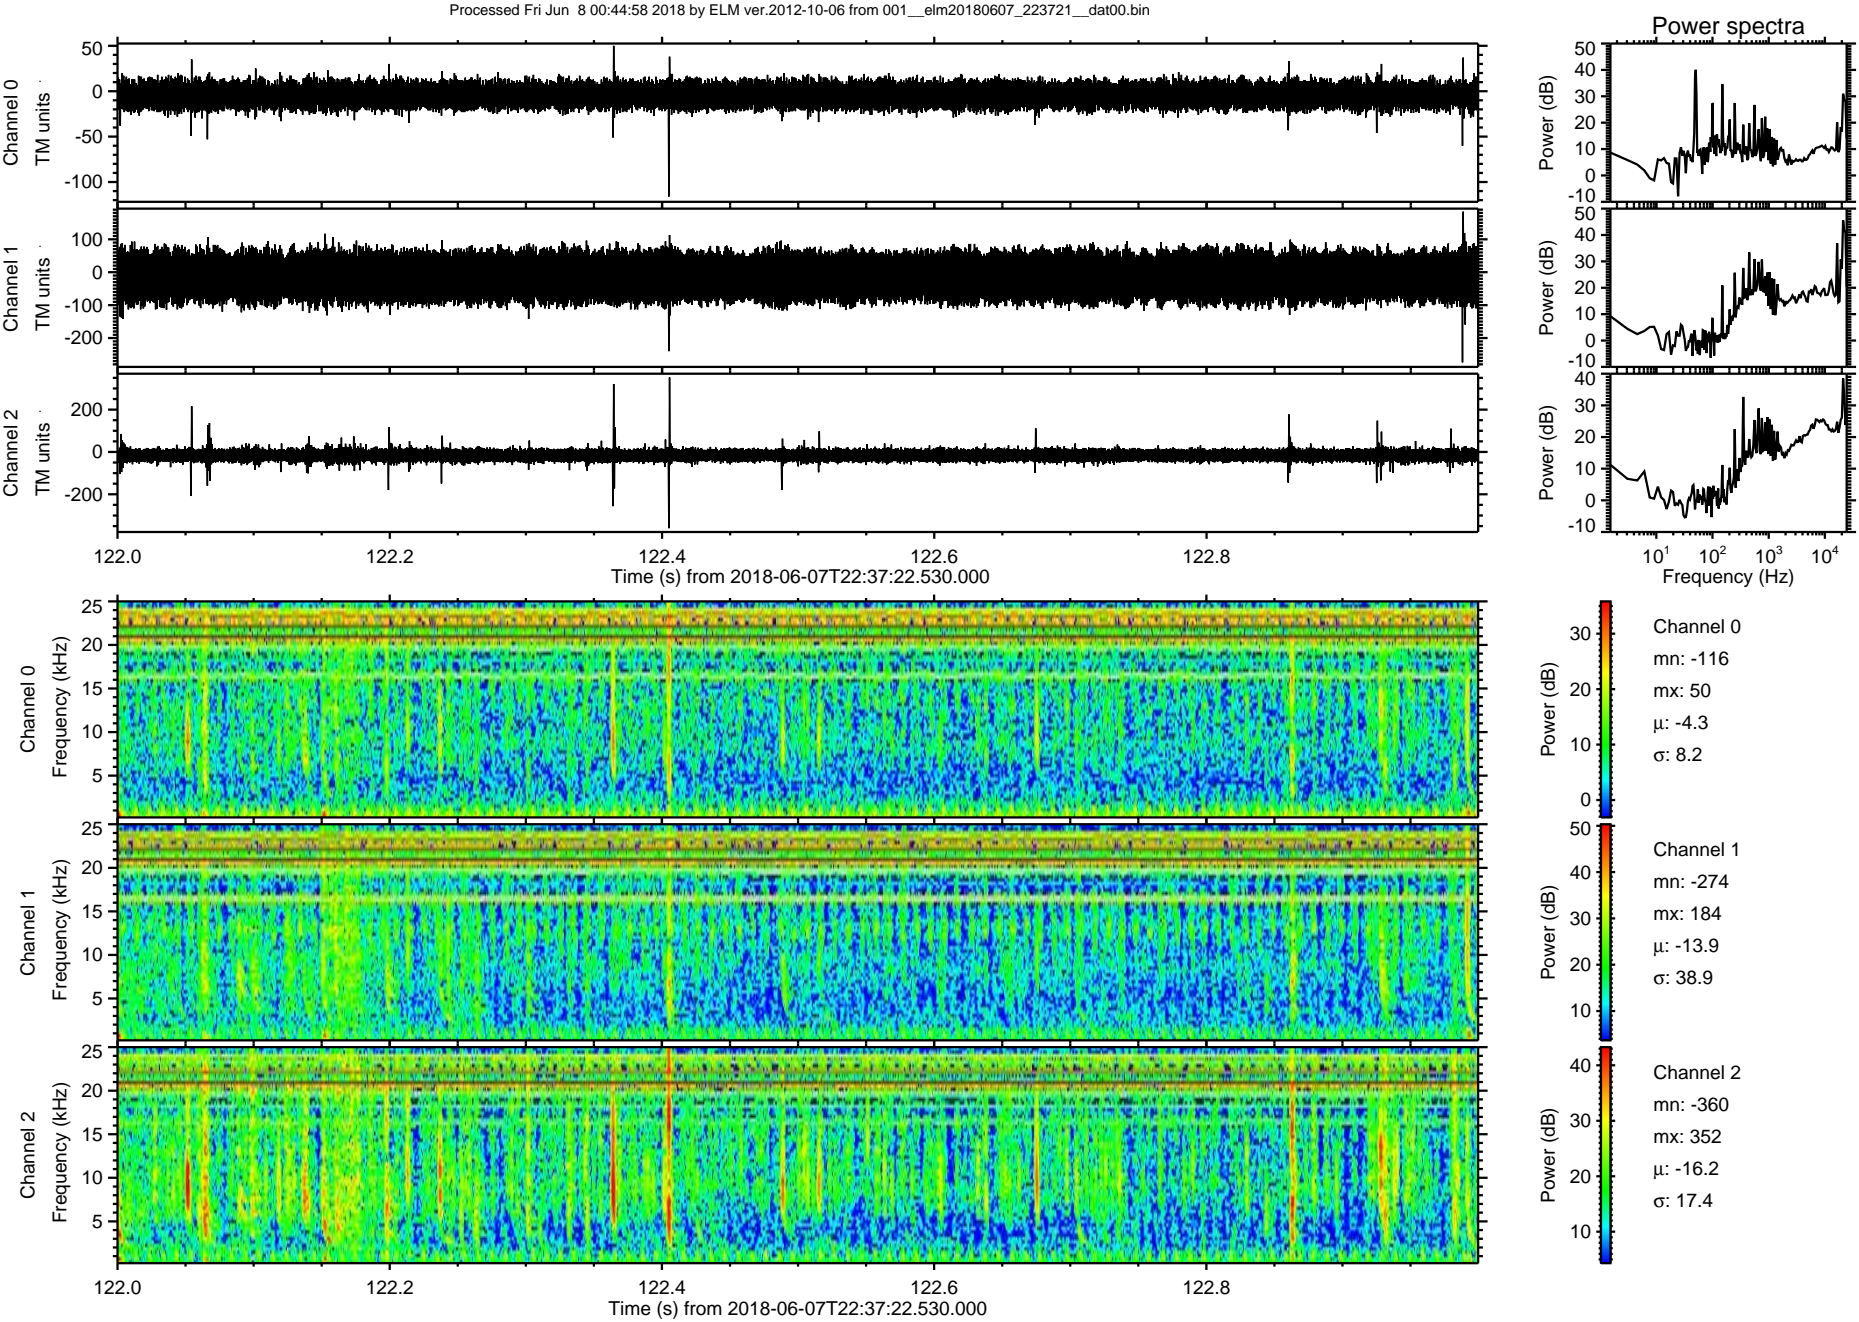 Processed Fri Jun  8 00:44:58 2018 by ELM ver.2012-10-06 from 001__elm20180607_223721__dat00.bin
Power spectra
Channel 0
TM units
50
0
-50
-100
Power (dB)
50
40
30
20
10
0
-10
Channel 1
TM units
100
0
-100
-200
Power (dB)
50
40
30
20
10
0
-10
Channel 2
TM units
200
0
-200
Power (dB)
40
30
20
10
0
-10
122.0
122.2
122.4
122.6
122.8
Time (s) from 2018-06-07T22:37:22.530.000
10^1
10^2
10^3
10^4
Frequency (Hz)
Channel 0
Frequency (kHz)
25
20
15
10
5
Power (dB)
30
20
10
0
Channel 0
mn: -116
mx: 50
μ: -4.3
σ: 8.2
Channel 1
Frequency (kHz)
25
20
15
10
5
Power (dB)
50
40
30
20
10
Channel 1
mn: -274
mx: 184
μ: -13.9
σ: 38.9
Channel 2
Frequency (kHz)
25
20
15
10
5
Power (dB)
40
30
20
10
Channel 2
mn: -360
mx: 352
μ: -16.2
σ: 17.4
122.0
122.2
122.4
122.6
122.8
Time (s) from 2018-06-07T22:37:22.530.000